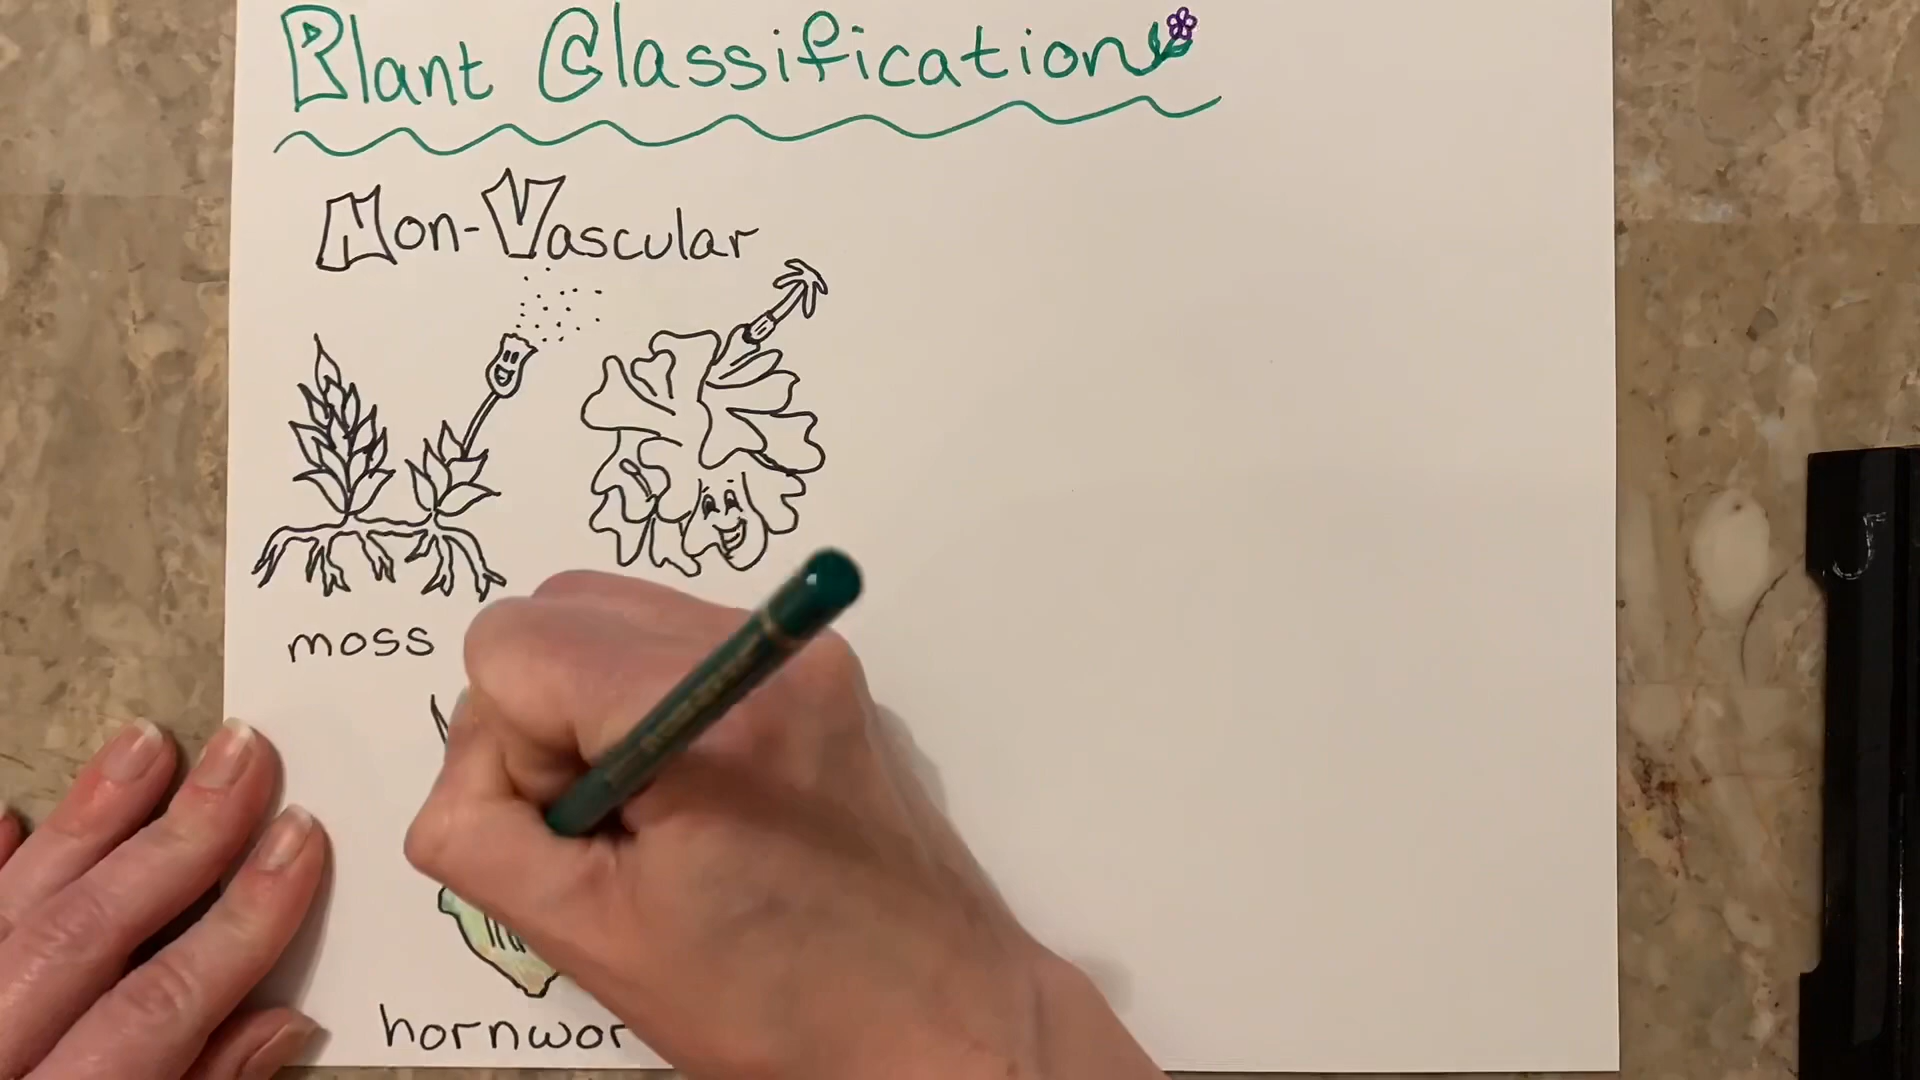 Plant Classification
Non-Vascular
moss
hornwor